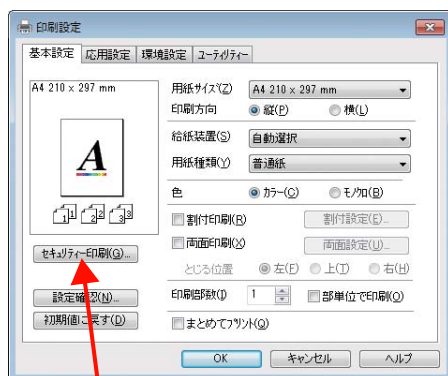 印刷設定
基本設定 応用設定 環境設定 ユーティリティー
A4 210 x 297 mm
用紙サイズ(Z) A4 210 x 297 mm
印刷方向 縦(P) 横(L)
給紙装置(S) 自動選択
用紙種類(Y) 普通紙
A
色 カラー(C) モノクロ(B)
1 1 2 2 3 3
割付印刷(R) 割付設定(E)...
両面印刷(X) 両面設定(U)...
セキュリティー印刷(G)...
とじる位置 左(F) 上(T) 右(H)
設定確認(N)...
印刷部数(I) 1 部単位で印刷(O)
初期値に戻す(D)
まとめてプリント(Q)
OK キャンセル ヘルプ